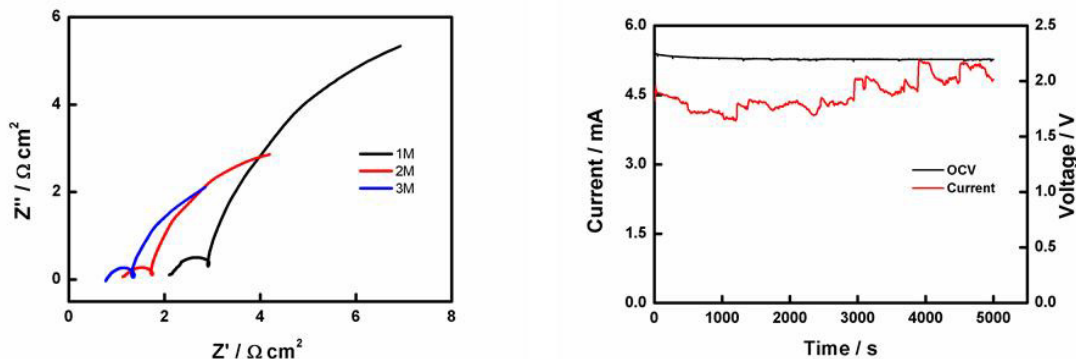 6
4
2
0
Z'' / Ω cm²
1M
2M
3M
0
2
4
6
8
Z' / Ω cm²
6.0
4.5
3.0
1.5
0.0
Current / mA
OCV
Current
2.5
2.0
1.5
1.0
0.5
0.0
Voltage / V
0
1000
2000
3000
4000
5000
Time / s